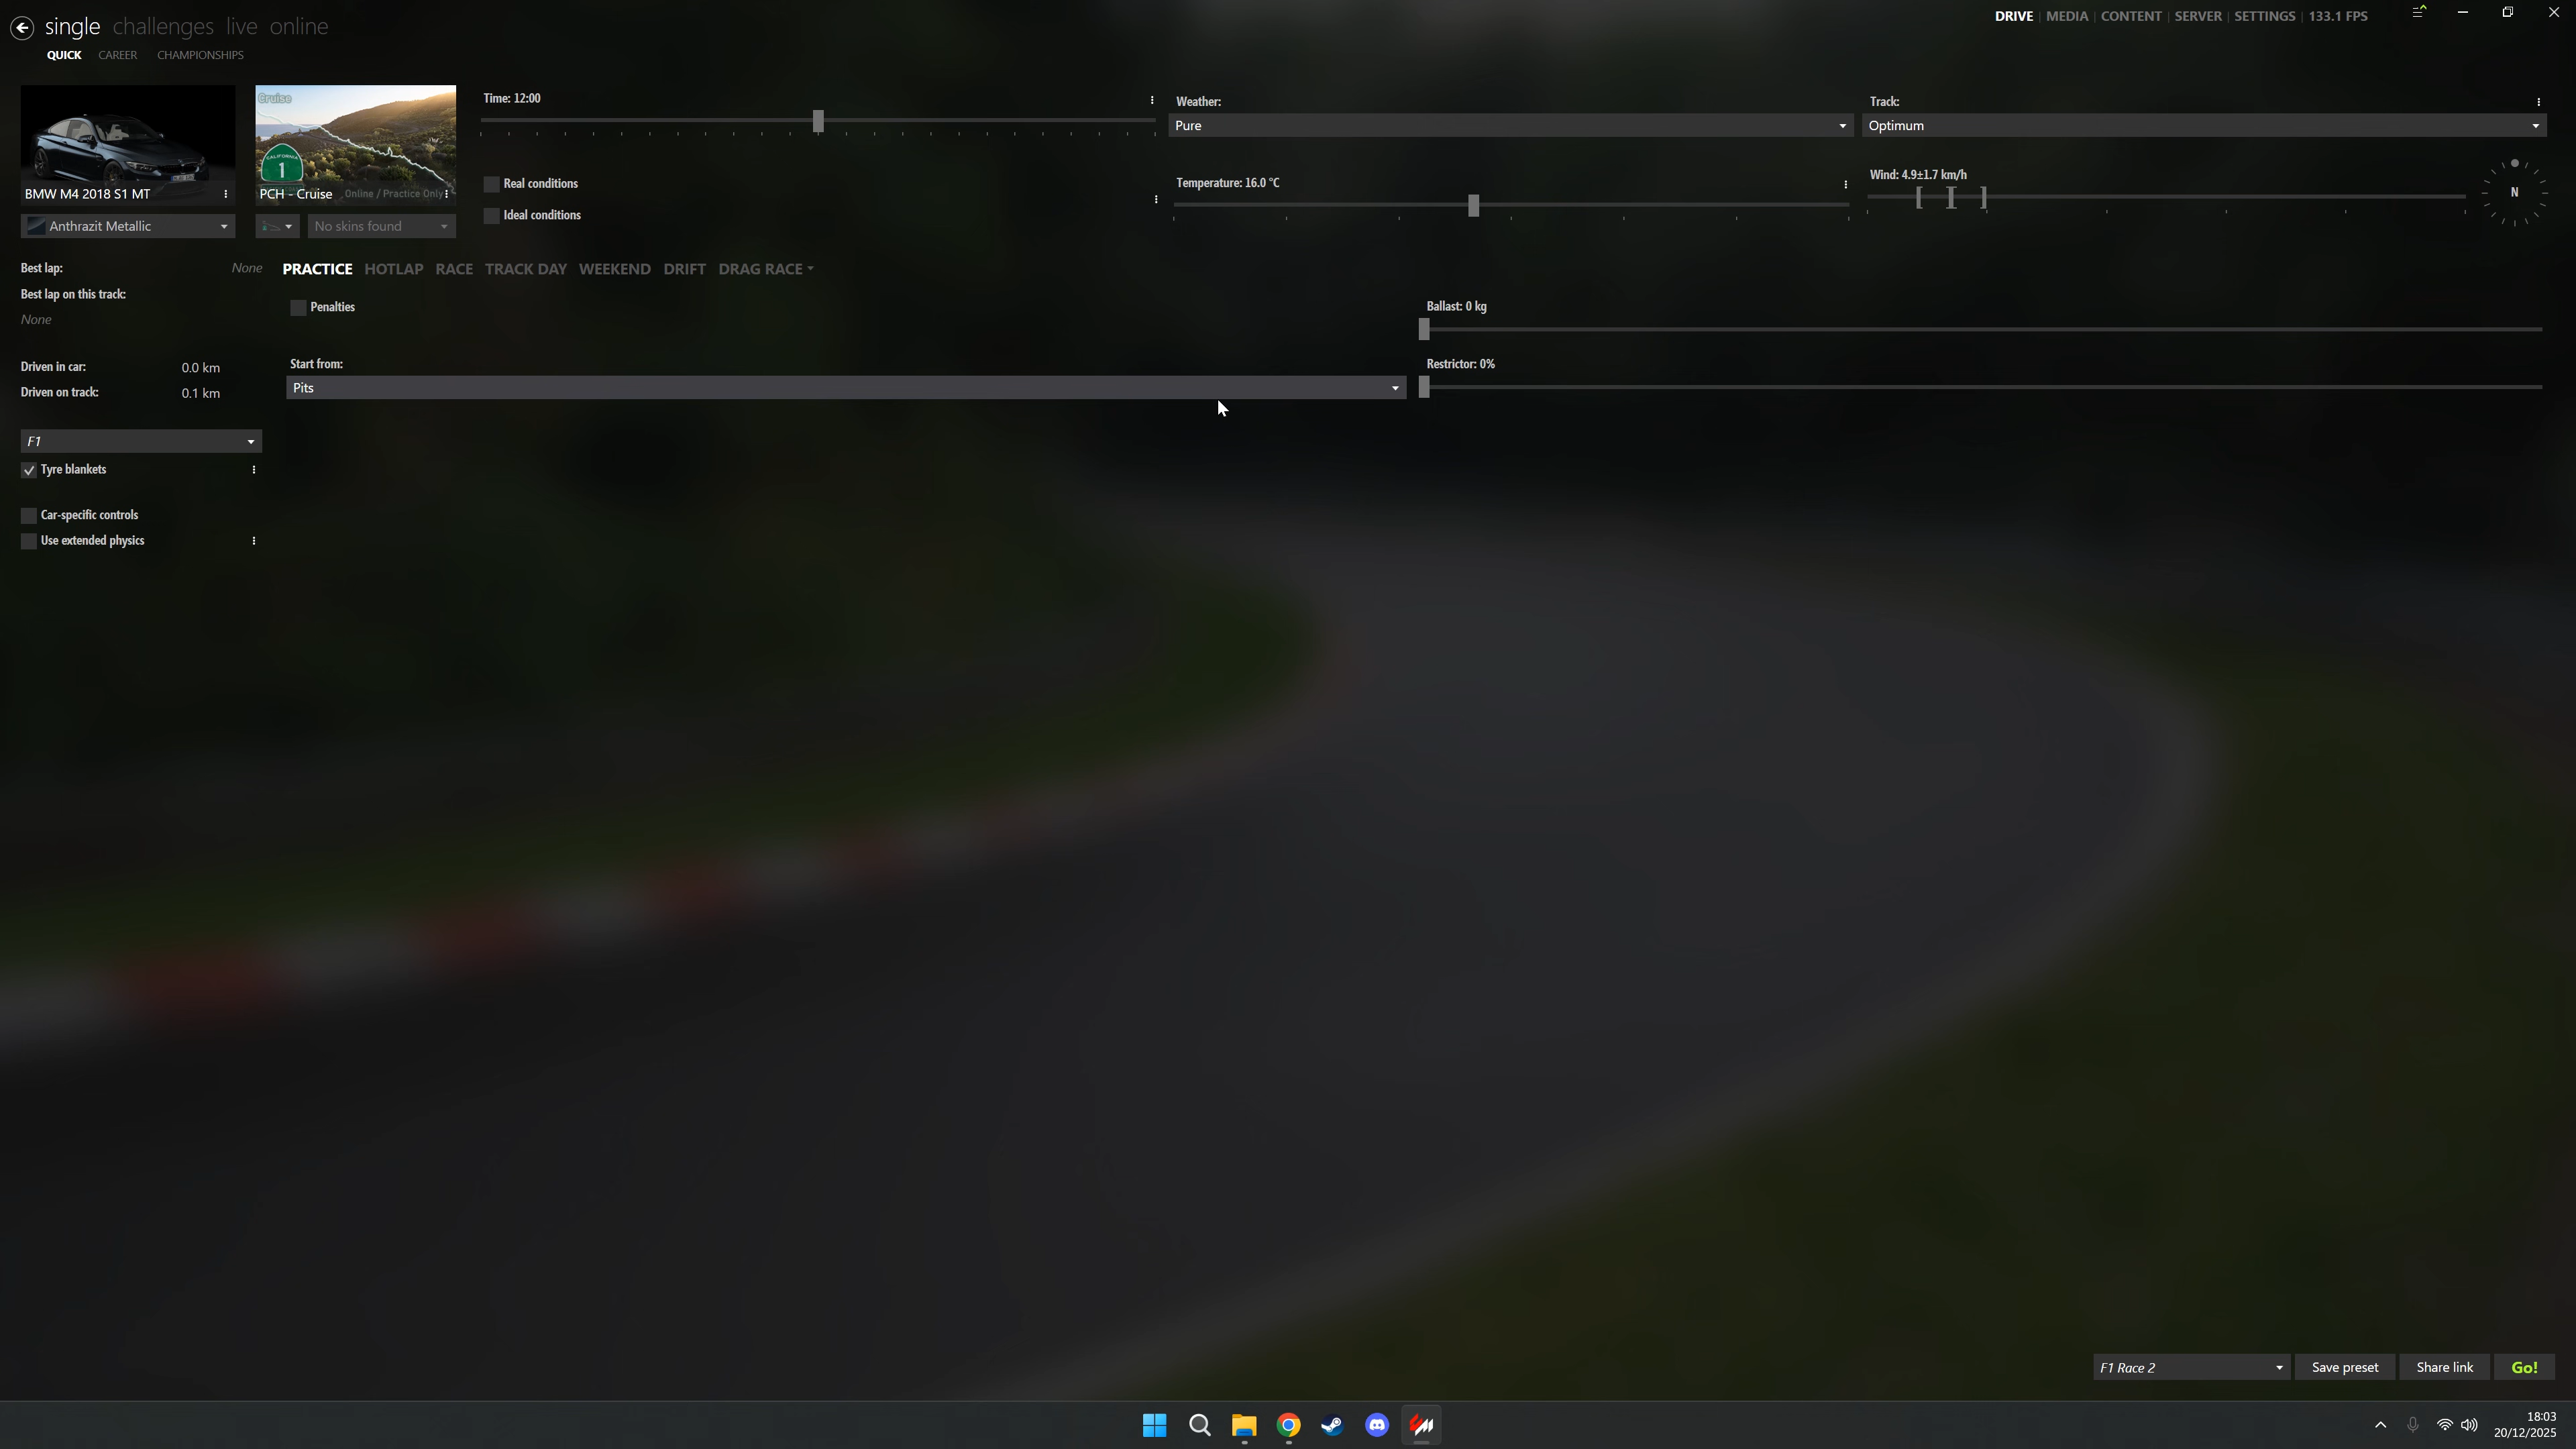 single challenges live online
DRIVE MEDIA CONTENT SERVER SETTINGS 133.1 FPS
QUICK CAREER CHAMPIONSHIPS
Cruise
CALIFORNIA
1
BMW M4 2018 S1 MT
PCH - Cruise Online / Practice Only
Anthrazit Metallic
No skins found
Time: 12:00
Weather:
Pure
Track:
Optimum
Real conditions
Ideal conditions
Temperature: 16.0 °C
Wind: 4.9±1.7 km/h
N
Best lap: None
Best lap on this track:
None
Driven in car: 0.0 km
Driven on track: 0.1 km
F1
Tyre blankets
Car-specific controls
Use extended physics
PRACTICE HOTLAP RACE TRACK DAY WEEKEND DRIFT DRAG RACE
Penalties
Ballast: 0 kg
Start from:
Pits
Restrictor: 0%
F1 Race 2
Save preset
Share link
Go!
18:03
20/12/2025